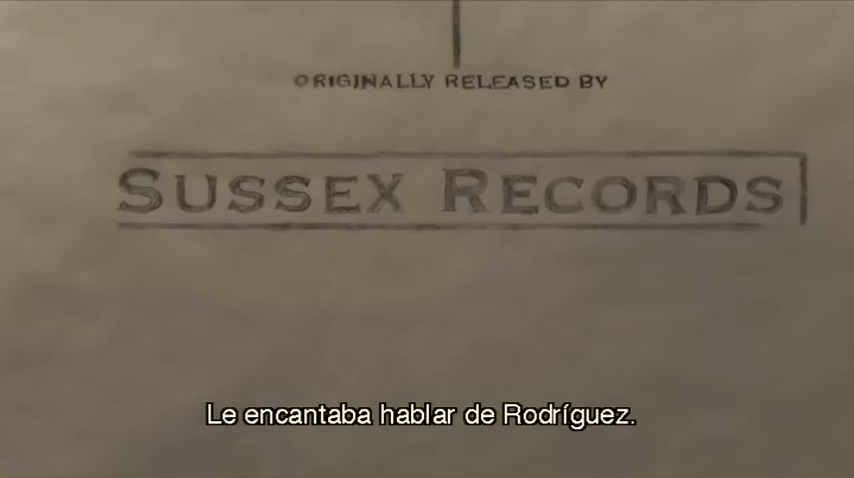 ORIGINALLY RELEASED BY
SUSSEX RECORDS
Le encantaba hablar de Rodríguez.